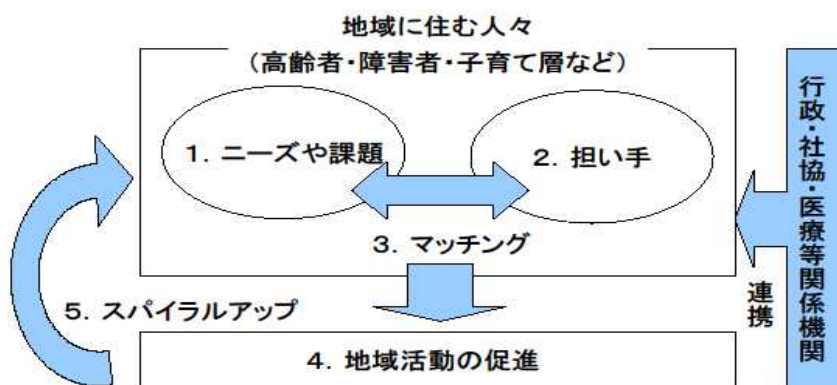 地域に住む人々
（高齢者・障害者・子育て層など）
1．ニーズや課題
2．担い手
3．マッチング
5．スパイラルアップ
4．地域活動の促進
連携
行政・社協・医療等関係機関